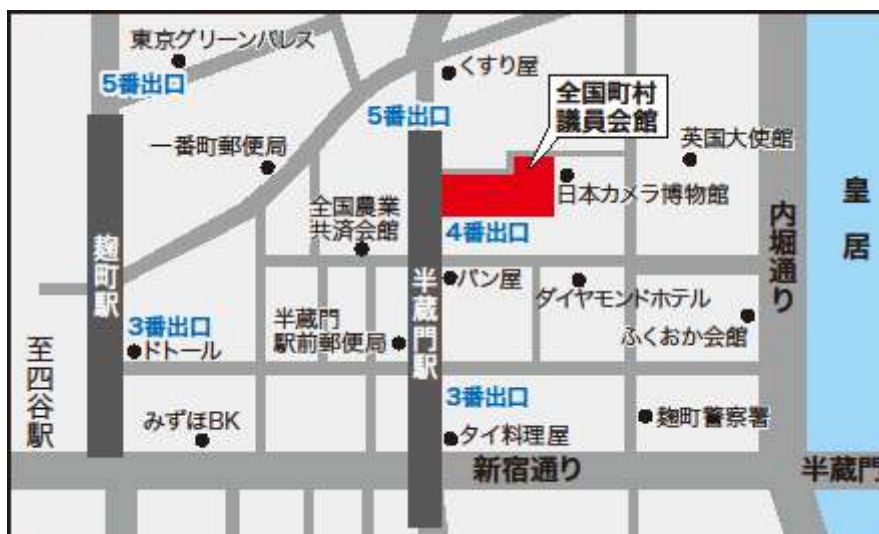 東京グリーンパレス
5番出口
くすり屋
5番出口
全国町村
議員会館
英国大使館
一番町郵便局
日本カメラ博物館
全国農業
共済会館
4番出口
皇居
内堀通り
麹町駅
半蔵門駅
パン屋
ダイヤモンドホテル
3番出口
ドトール
半蔵門
駅前郵便局
ふくおか会館
至四谷駅
3番出口
みずほBK
タイ料理屋
麹町警察署
新宿通り
半蔵門